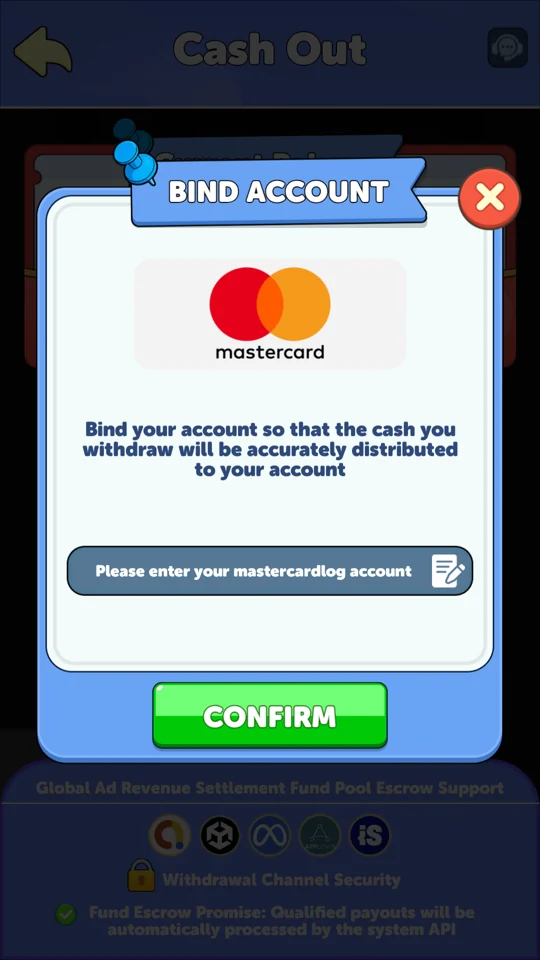 Cash Out
BIND ACCOUNT
mastercard
Bind your account so that the cash you
withdraw will be accurately distributed
to your account
Please enter your mastercardlog account
CONFIRM
Global Ad Revenue Settlement Fund Pool Escrow Support
iS
Withdrawal Channel Security
Fund Escrow Promise: Qualified payouts will be
automatically processed by the system API